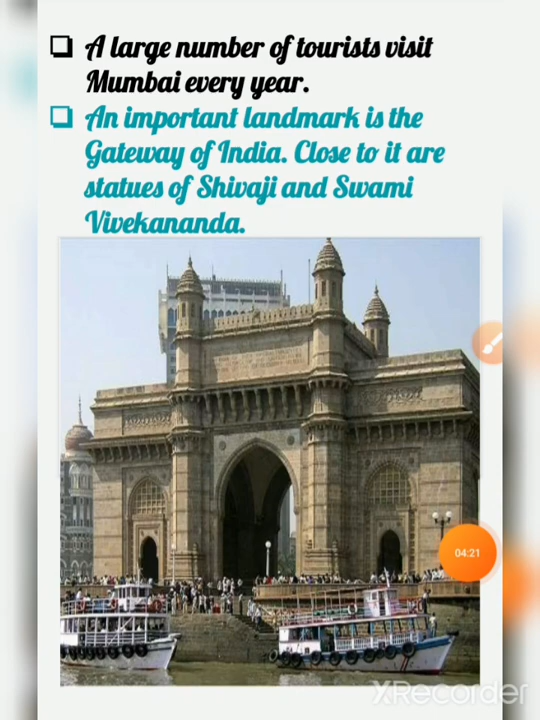 A large number of tourists visit
Mumbai every year.
An important landmark is the
Gateway of India. Close to it are
statues of Shivaji and Swami
Vivekananda.
04:21
XRecorder